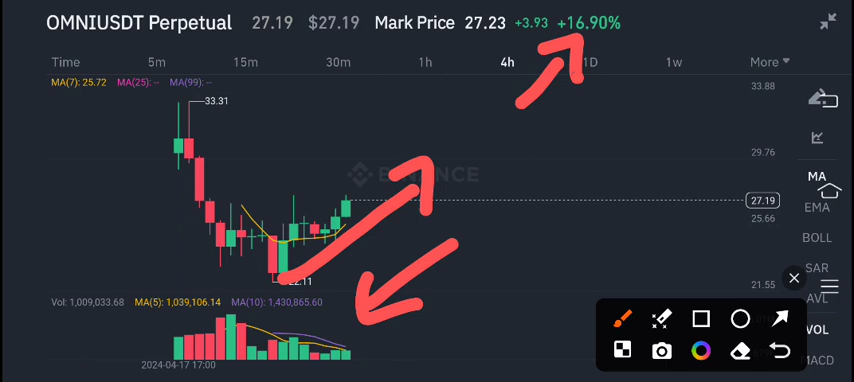 OMNIUSDT Perpetual 27.19 $27.19 Mark Price 27.23 +3.93 +16.90%
Time 5m 15m 30m 1h 4h 1D 1w More
MA(7): 25.72 MA(25): -- MA(99): --
33.88
33.31
29.76
BINANCE
MA
27.19
EMA
25.66
BOLL
SAR
22.11
21.55
AVL
Vol: 1,009,033.68 MA(5): 1,039,106.14 MA(10): 1,430,865.60
VOL
MACD
2024-04-17 17:00